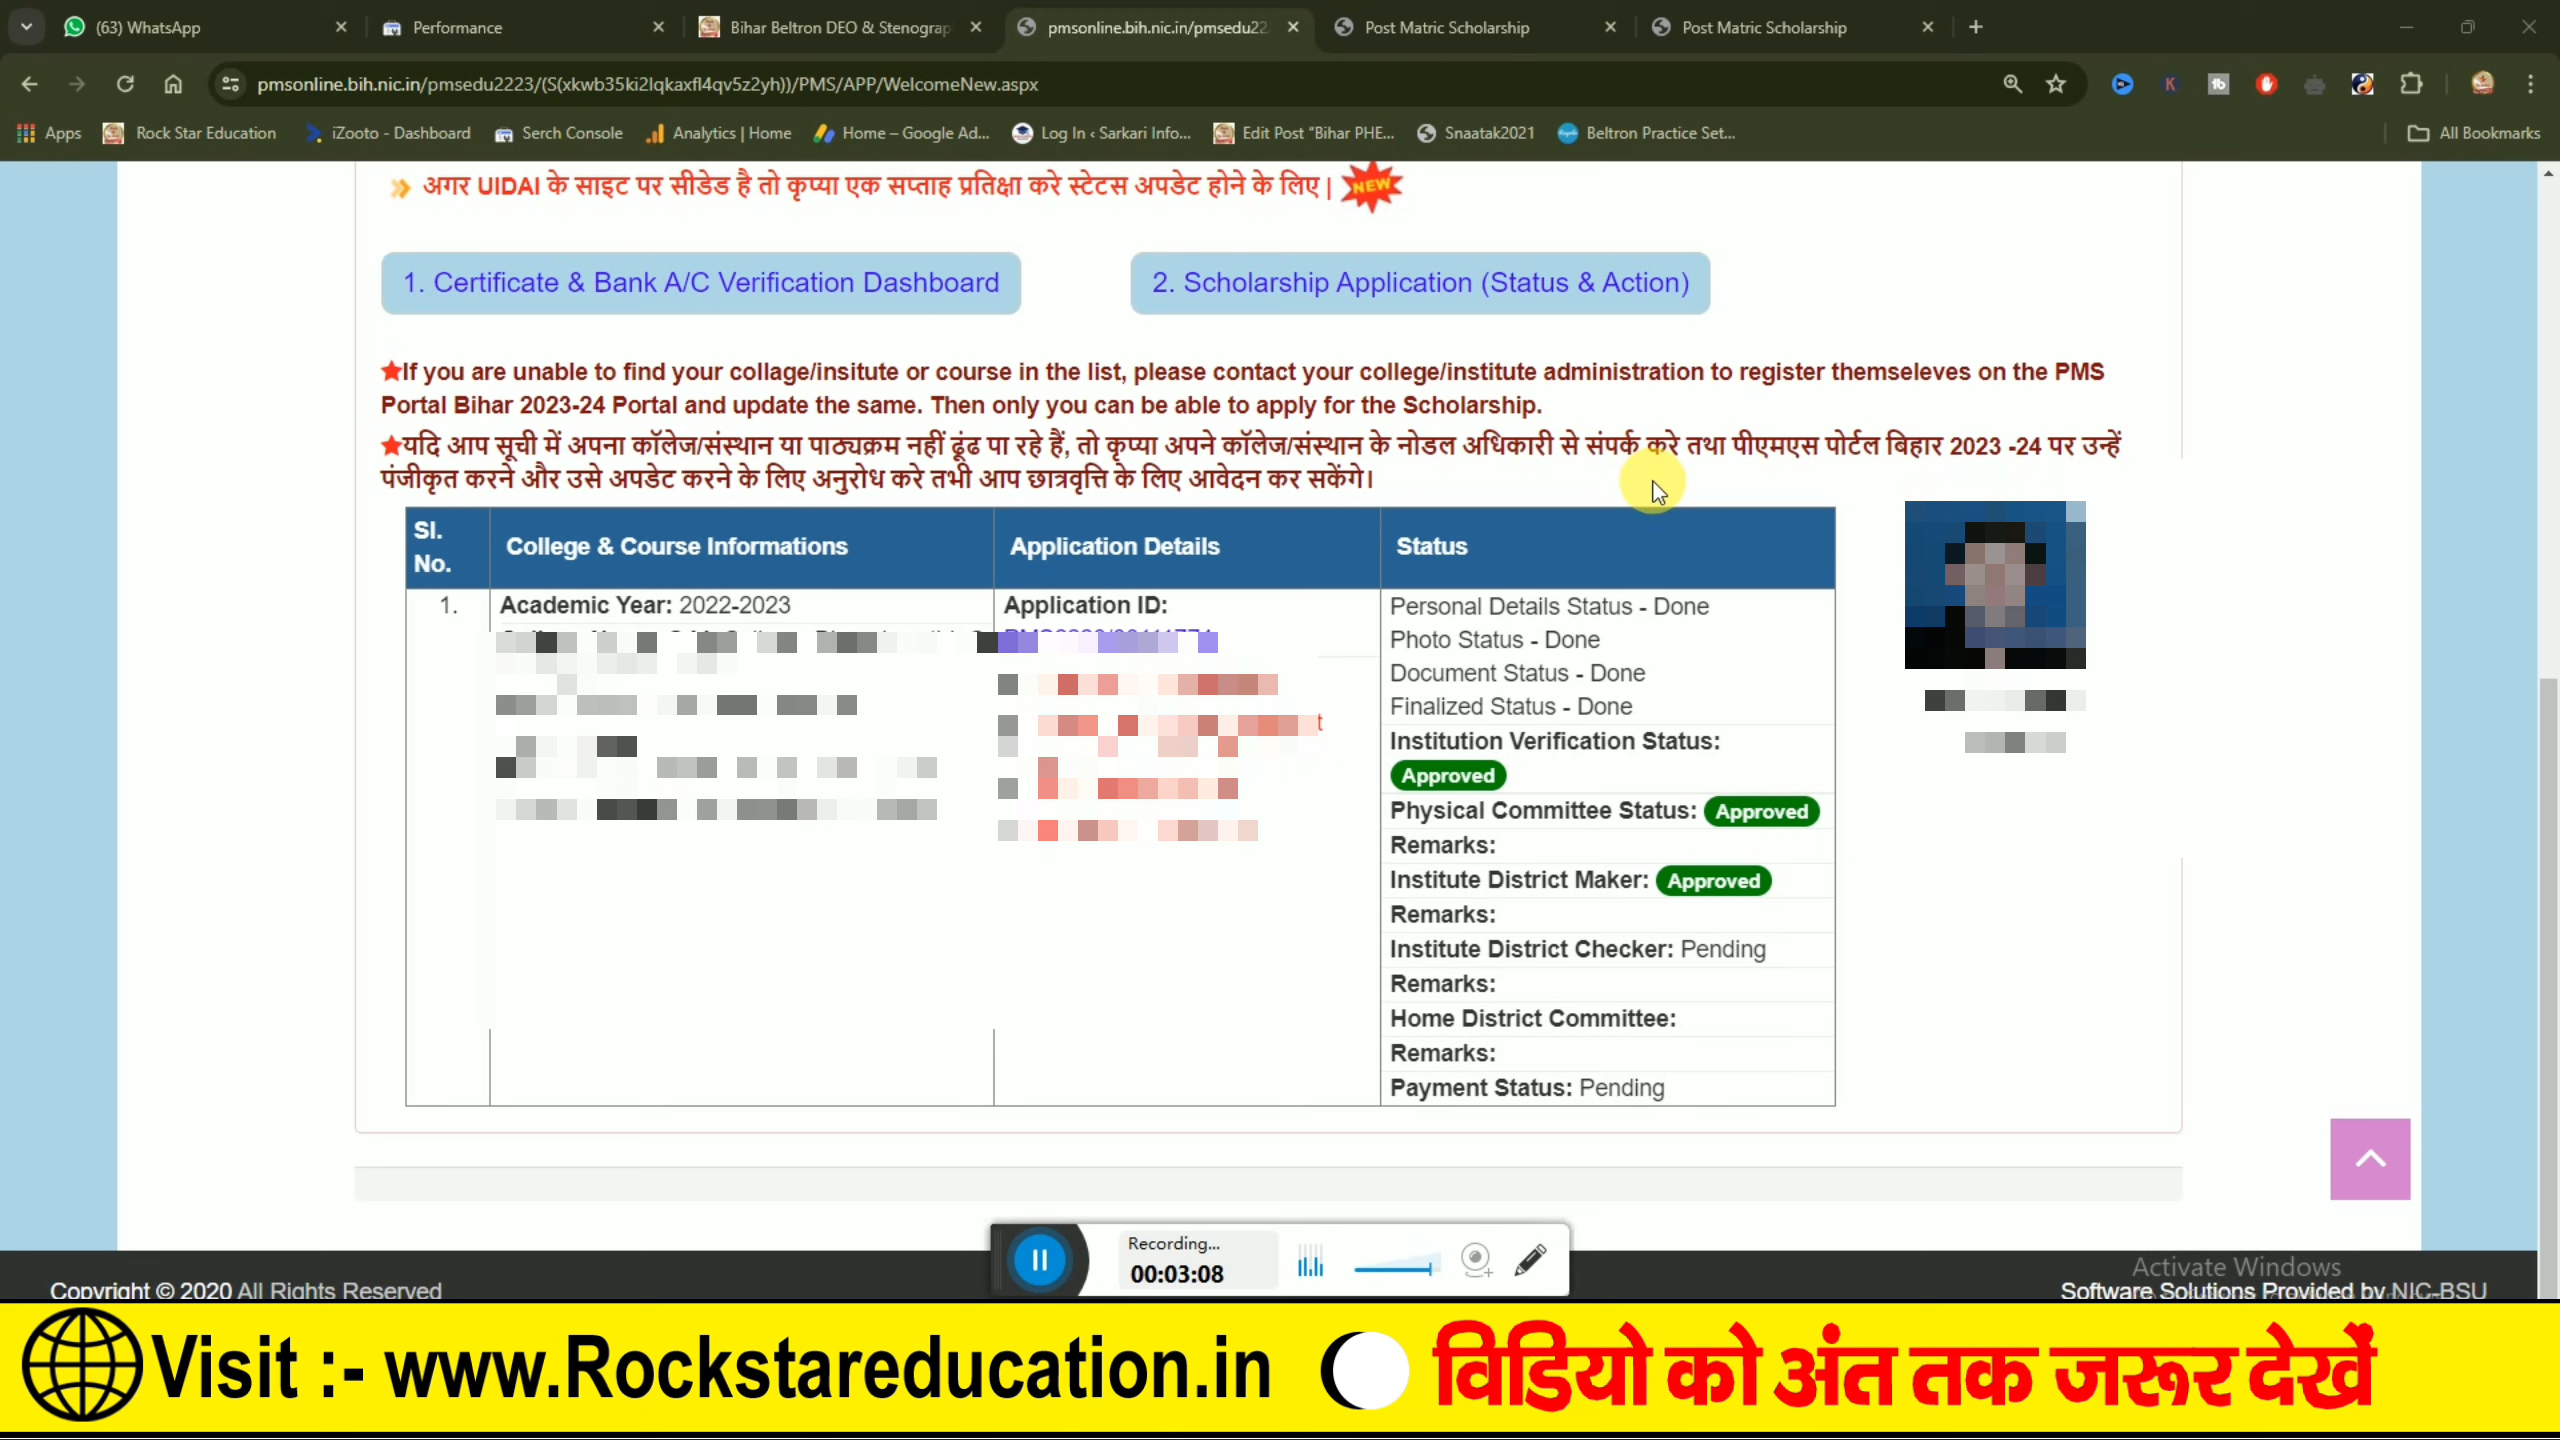 (63) WhatsApp
Performance
Bihar Beltron DEO & Stenograp
pmsonline.bih.nic.in/pmsedu22
Post Matric Scholarship
Post Matric Scholarship
pmsonline.bih.nic.in/pmsedu2223/(S(xkwb35ki2lqkaxfl4qv5z2yh))/PMS/APP/WelcomeNew.aspx
Apps
Rock Star Education
iZooto - Dashboard
Serch Console
Analytics | Home
Home – Google Ad...
Log In ‹ Sarkari Info...
Edit Post "Bihar PHE...
Snaatak2021
Beltron Practice Set...
All Bookmarks
अगर UIDAI के साइट पर सीडेड है तो कृप्या एक सप्ताह प्रतिक्षा करे स्टेटस अपडेट होने के लिए | NEW
1. Certificate & Bank A/C Verification Dashboard
2. Scholarship Application (Status & Action)
If you are unable to find your collage/insitute or course in the list, please contact your college/institute administration to register themseleves on the PMS
Portal Bihar 2023-24 Portal and update the same. Then only you can be able to apply for the Scholarship.
यदि आप सूची में अपना कॉलेज/संस्थान या पाठ्यक्रम नहीं ढूंढ पा रहे हैं, तो कृप्या अपने कॉलेज/संस्थान के नोडल अधिकारी से संपर्क करे तथा पीएमएस पोर्टल बिहार 2023 -24 पर उन्हें
पंजीकृत करने और उसे अपडेट करने के लिए अनुरोध करे तभी आप छात्रवृत्ति के लिए आवेदन कर सकेंगे।
Sl. No.
College & Course Informations
Application Details
Status
1.
Academic Year: 2022-2023
Application ID:
Personal Details Status - Done
Photo Status - Done
Document Status - Done
Finalized Status - Done
Institution Verification Status:
Approved
Physical Committee Status: Approved
Remarks:
Institute District Maker: Approved
Remarks:
Institute District Checker: Pending
Remarks:
Home District Committee:
Remarks:
Payment Status: Pending
Recording...
00:03:08
Activate Windows
Copyright © 2020 All Rights Reserved
Software Solutions Provided by NIC-BSU
Visit :- www.Rockstareducation.in
विडियो को अंत तक जरूर देखें